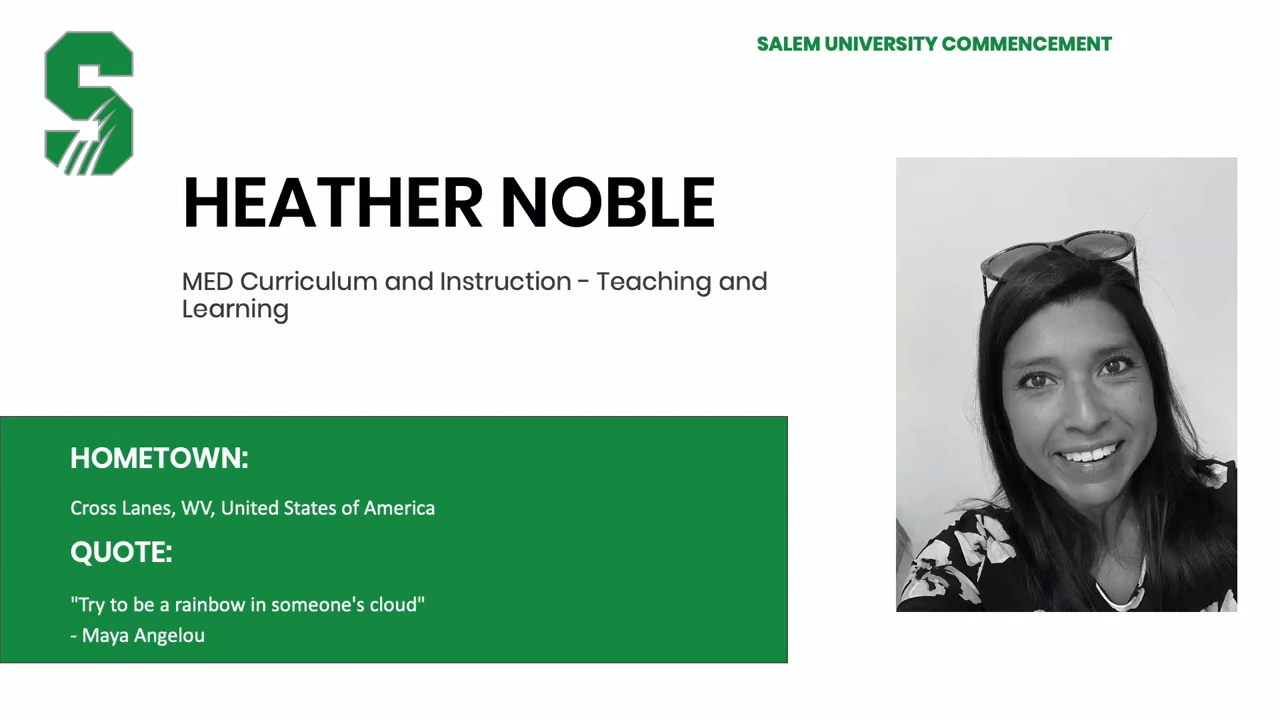 SALEM UNIVERSITY COMMENCEMENT
S
HEATHER NOBLE
MED Curriculum and Instruction - Teaching and
Learning
HOMETOWN:
Cross Lanes, WV, United States of America
QUOTE:
"Try to be a rainbow in someone's cloud"
- Maya Angelou